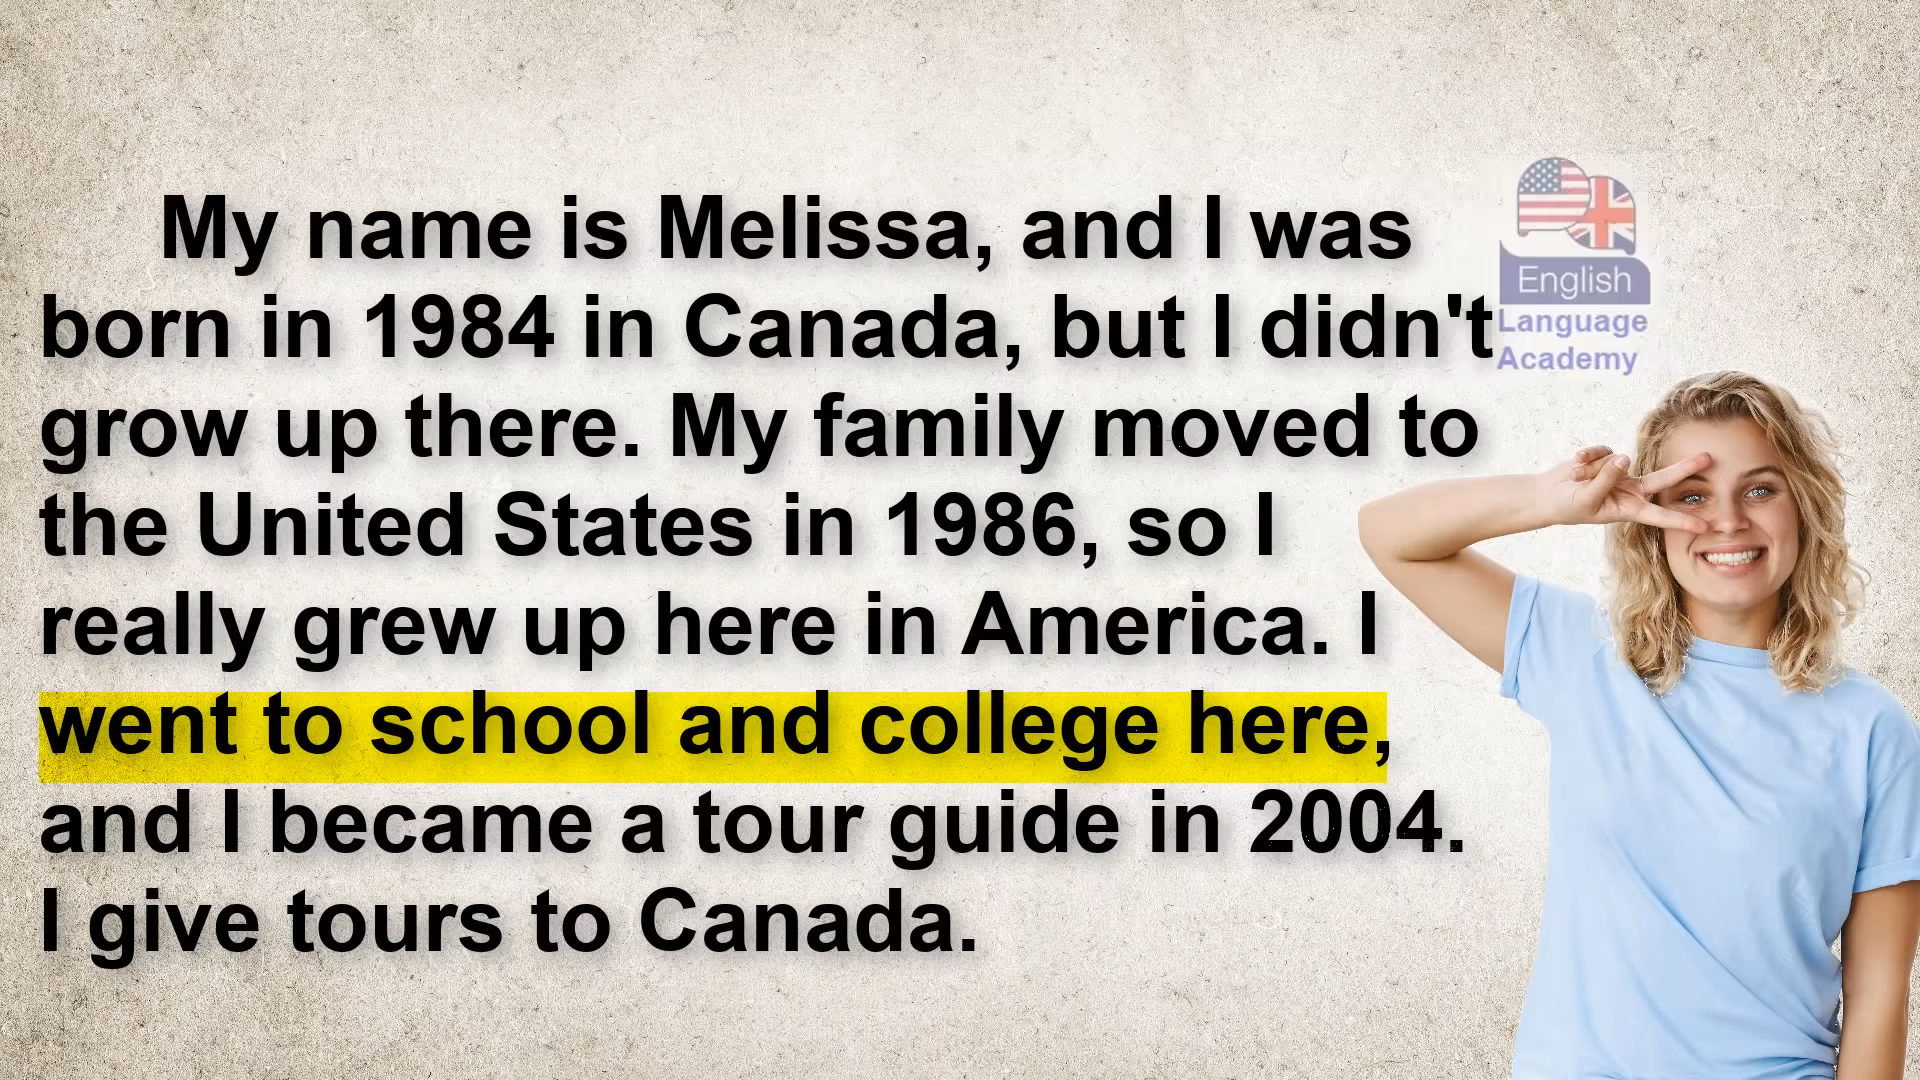 My name is Melissa, and I was
born in 1984 in Canada, but I didn't
grow up there. My family moved to
the United States in 1986, so I
really grew up here in America. I
went to school and college here,
and I became a tour guide in 2004.
I give tours to Canada.
English
Language
Academy